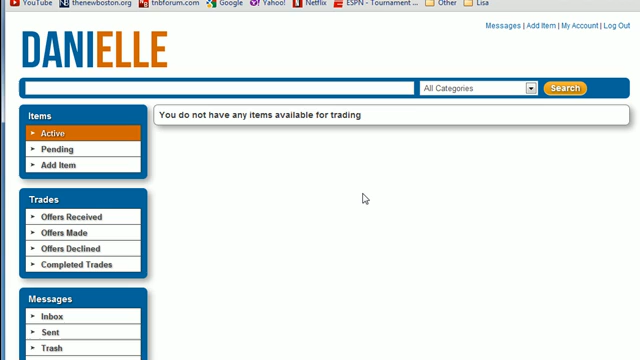 YouTube thenewboston.org tnbforum.com Google Yahoo! Netflix ESPN - Tournament ... Other Lisa
Messages | Add Item | My Account | Log Out
DANIELLE
All Categories Search
Items
Active
Pending
Add Item
You do not have any items available for trading
Trades
Offers Received
Offers Made
Offers Declined
Completed Trades
Messages
Inbox
Sent
Trash